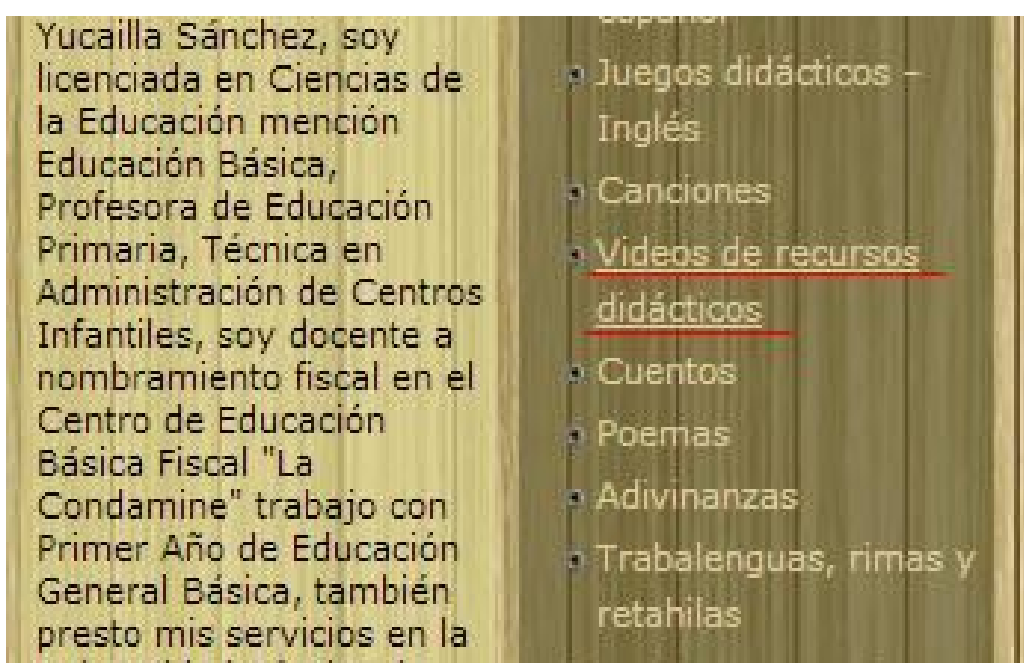 Yucailla Sánchez, soy
licenciada en Ciencias de
la Educación mención
Educación Básica,
Profesora de Educación
Primaria, Técnica en
Administración de Centros
Infantiles, soy docente a
nombramiento fiscal en el
Centro de Educación
Básica Fiscal "La
Condamine" trabajo con
Primer Año de Educación
General Básica, también
presto mis servicios en la
español
Juegos didácticos –
Inglés
Canciones
Videos de recursos
didácticos
Cuentos
Poemas
Adivinanzas
Trabalenguas, rimas y
retahilas